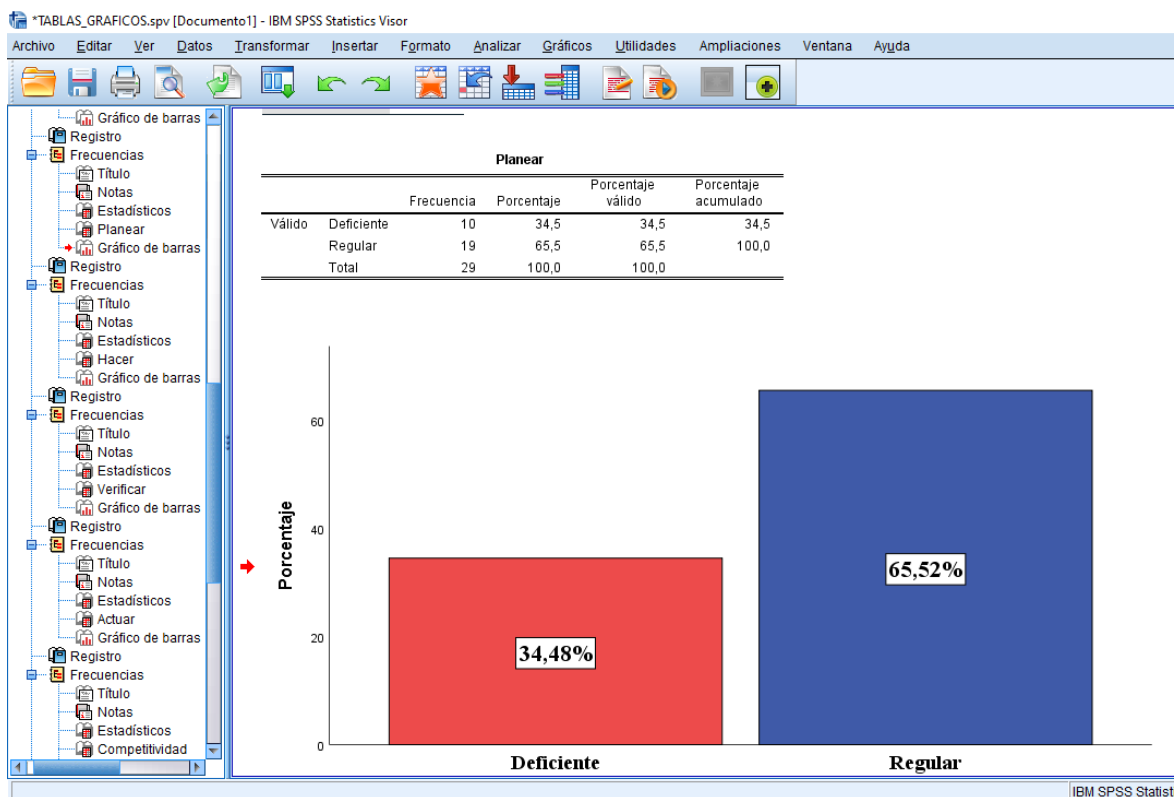 *TABLAS_GRAFICOS.spv [Documento1] - IBM SPSS Statistics Visor
Archivo Editar Ver Datos Transformar Insertar Formato Analizar Gráficos Utilidades Ampliaciones Ventana Ayuda
Gráfico de barras
Registro
Frecuencias
Título
Notas
Estadísticos
Planear
Gráfico de barras
Registro
Frecuencias
Título
Notas
Estadísticos
Hacer
Gráfico de barras
Registro
Frecuencias
Título
Notas
Estadísticos
Verificar
Gráfico de barras
Registro
Frecuencias
Título
Notas
Estadísticos
Actuar
Gráfico de barras
Registro
Frecuencias
Título
Notas
Estadísticos
Competitividad
Planear
Frecuencia Porcentaje Porcentaje válido Porcentaje acumulado
Válido Deficiente 10 34,5 34,5 34,5
Regular 19 65,5 65,5 100,0
Total 29 100,0 100,0
Porcentaje
60
40
20
0
34,48%
65,52%
Deficiente Regular
IBM SPSS Statist